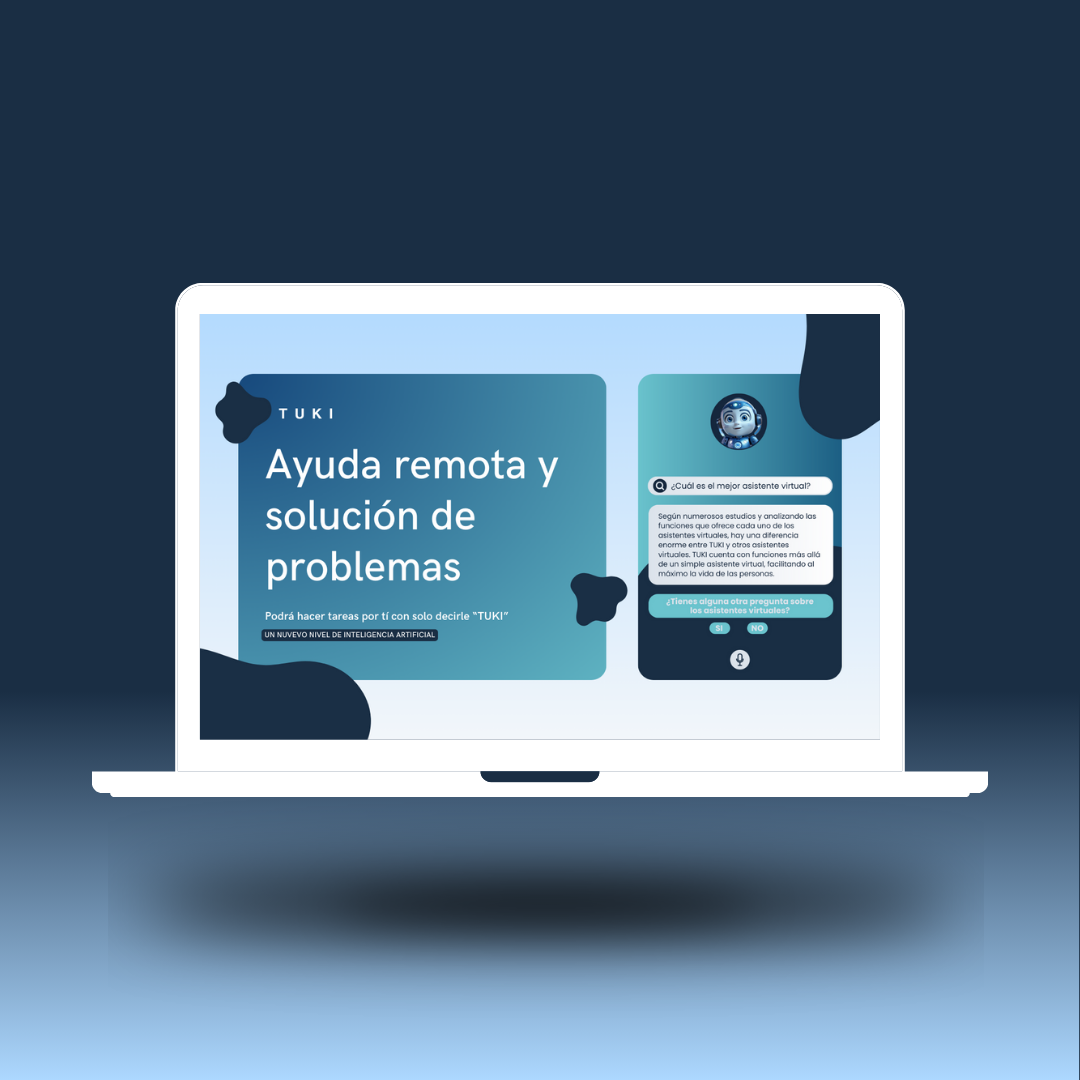 TUKI
Ayuda remota y
solución de
problemas
Podrá hacer tareas por tí con solo decirle “TUKI”
UN NUVEVO NIVEL DE INTELIGENCIA ARTIFICIAL
¿Cuál es el mejor asistente virtual?
Según numerosos estudios y analizando las
funciones que ofrece cada uno de los
asistentes virtuales, hay una diferencia
enorme entre TUKI y otros asistentes
virtuales. TUKI cuenta con funciones más allá
de un simple asistente virtual, facilitando al
máximo la vida de las personas.
¿Tienes alguna otra pregunta sobre
los asistentes virtuales?
SI NO